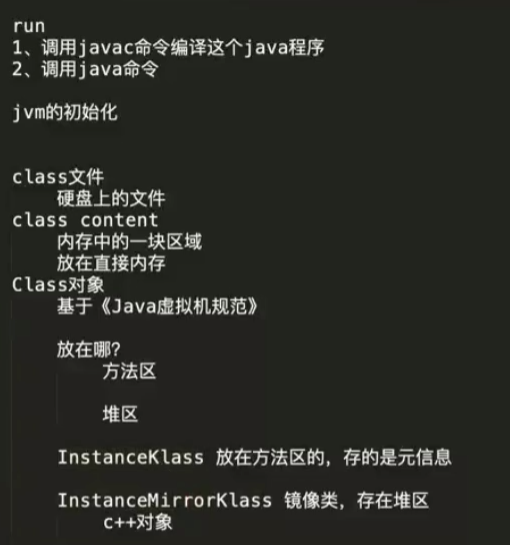 run
1、调用javac命令编译这个java程序
2、调用java命令
jvm的初始化
class文件
硬盘上的文件
class content
内存中的一块区域
放在直接内存
Class对象
基于《Java虚拟机规范》
放在哪?
方法区
堆区
InstanceKlass 放在方法区的, 存的是元信息
InstanceMirrorKlass 镜像类, 存在堆区
c++对象